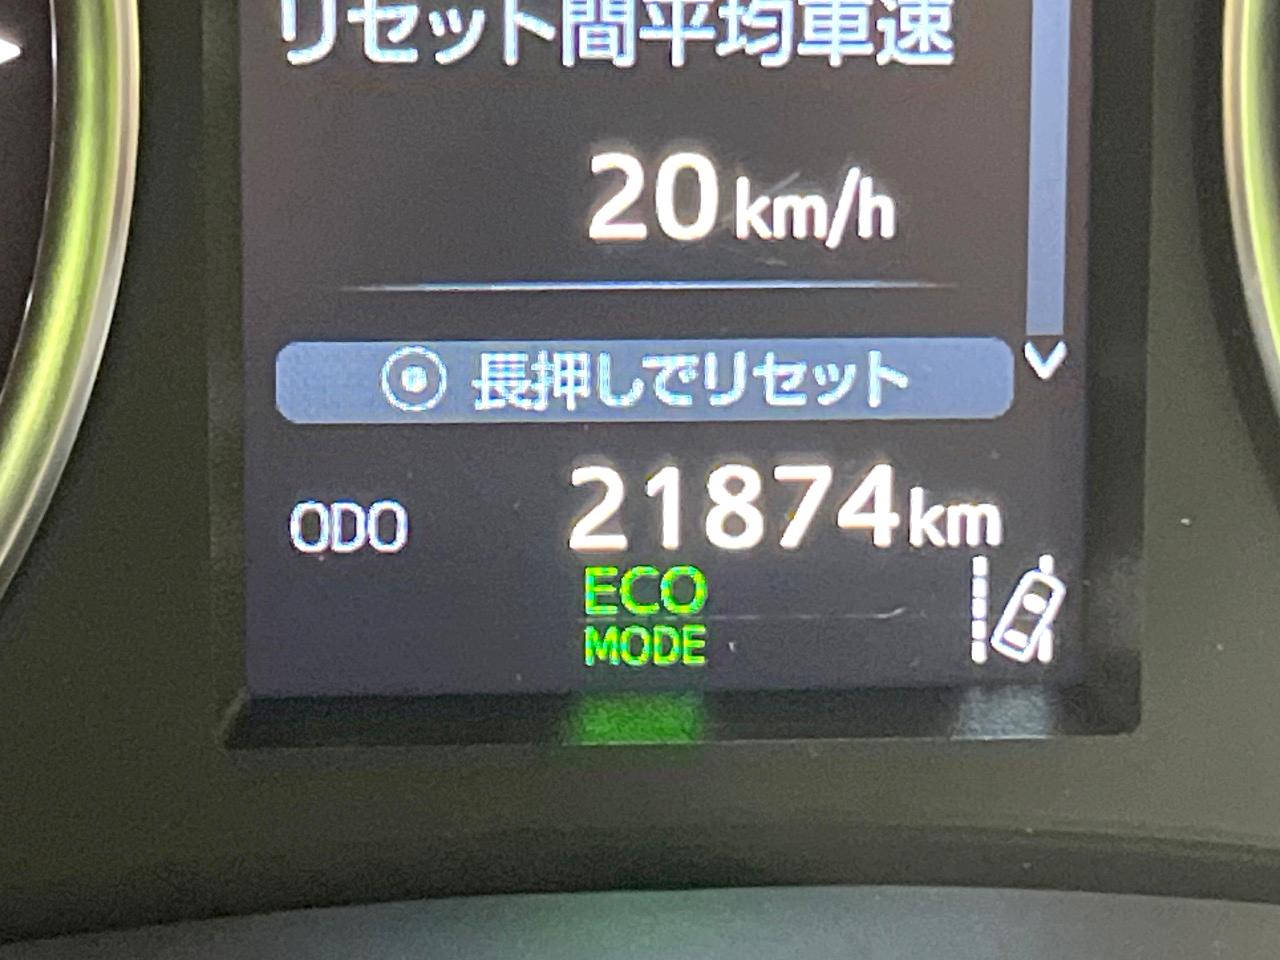 リセット間平均車速
20 km/h
長押しでリセット
ODO 21874 km
ECO
MODE